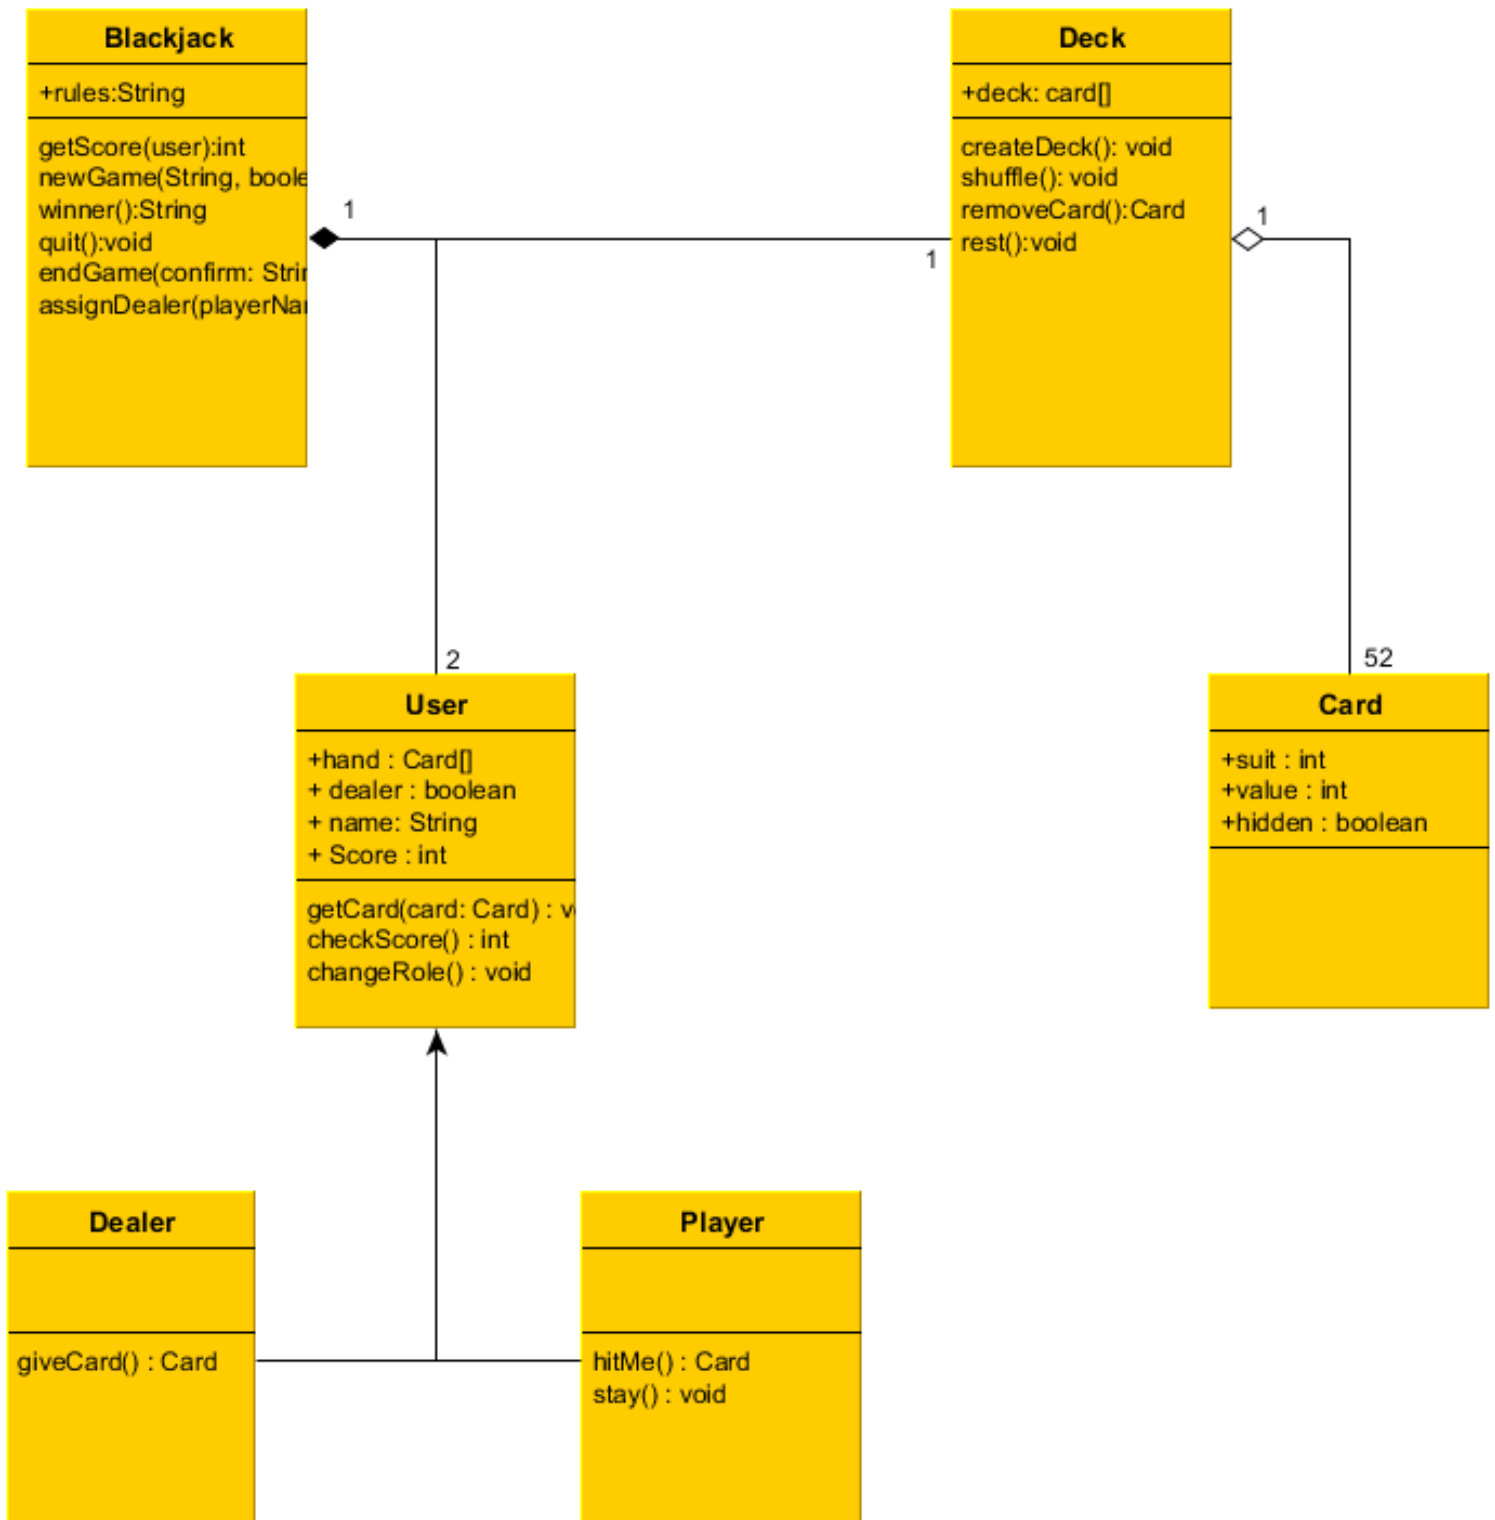 Blackjack
+rules:String
getScore(user):int
newGame(String, boole
winner():String
quit():void
endGame(confirm: Strin
assignDealer(playerNa
1
1
2
Deck
+deck: card[]
createDeck(): void
shuffle(): void
removeCard():Card
rest():void
1
52
User
+hand : Card[]
+ dealer : boolean
+ name: String
+ Score : int
getCard(card: Card) : v
checkScore() : int
changeRole() : void
Card
+suit : int
+value : int
+hidden : boolean
Dealer
giveCard() : Card
Player
hitMe() : Card
stay() : void